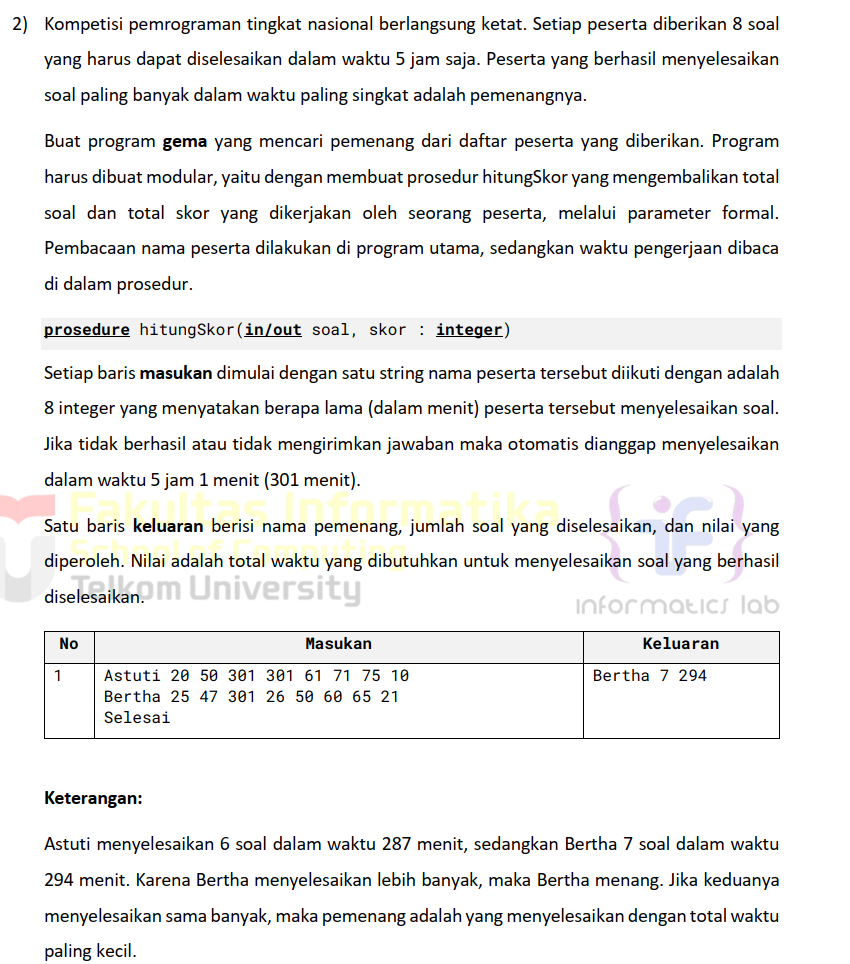 2) Kompetisi pemrograman tingkat nasional berlangsung ketat. Setiap peserta diberikan 8 soal
yang harus dapat diselesaikan dalam waktu 5 jam saja. Peserta yang berhasil menyelesaikan
soal paling banyak dalam waktu paling singkat adalah pemenangnya.
Buat program gema yang mencari pemenang dari daftar peserta yang diberikan. Program
harus dibuat modular, yaitu dengan membuat prosedur hitungSkor yang mengembalikan total
soal dan total skor yang dikerjakan oleh seorang peserta, melalui parameter formal.
Pembacaan nama peserta dilakukan di program utama, sedangkan waktu pengerjaan dibaca
di dalam prosedur.
prosedure hitungSkor(in/out soal, skor : integer)
Setiap baris masukan dimulai dengan satu string nama peserta tersebut diikuti dengan adalah
8 integer yang menyatakan berapa lama (dalam menit) peserta tersebut menyelesaikan soal.
Jika tidak berhasil atau tidak mengirimkan jawaban maka otomatis dianggap menyelesaikan
dalam waktu 5 jam 1 menit (301 menit).
Fakultas Informatika
Satu baris keluaran berisi nama pemenang, jumlah soal yang diselesaikan, dan nilai yang
School of Computing
diperoleh. Nilai adalah total waktu yang dibutuhkan untuk menyelesaikan soal yang berhasil
diselesaikan.
Telkom University
{if}
informatics lab
No Masukan Keluaran
1 Astuti 20 50 301 301 61 71 75 10 Bertha 7 294
Bertha 25 47 301 26 50 60 65 21
Selesai
Keterangan:
Astuti menyelesaikan 6 soal dalam waktu 287 menit, sedangkan Bertha 7 soal dalam waktu
294 menit. Karena Bertha menyelesaikan lebih banyak, maka Bertha menang. Jika keduanya
menyelesaikan sama banyak, maka pemenang adalah yang menyelesaikan dengan total waktu
paling kecil.